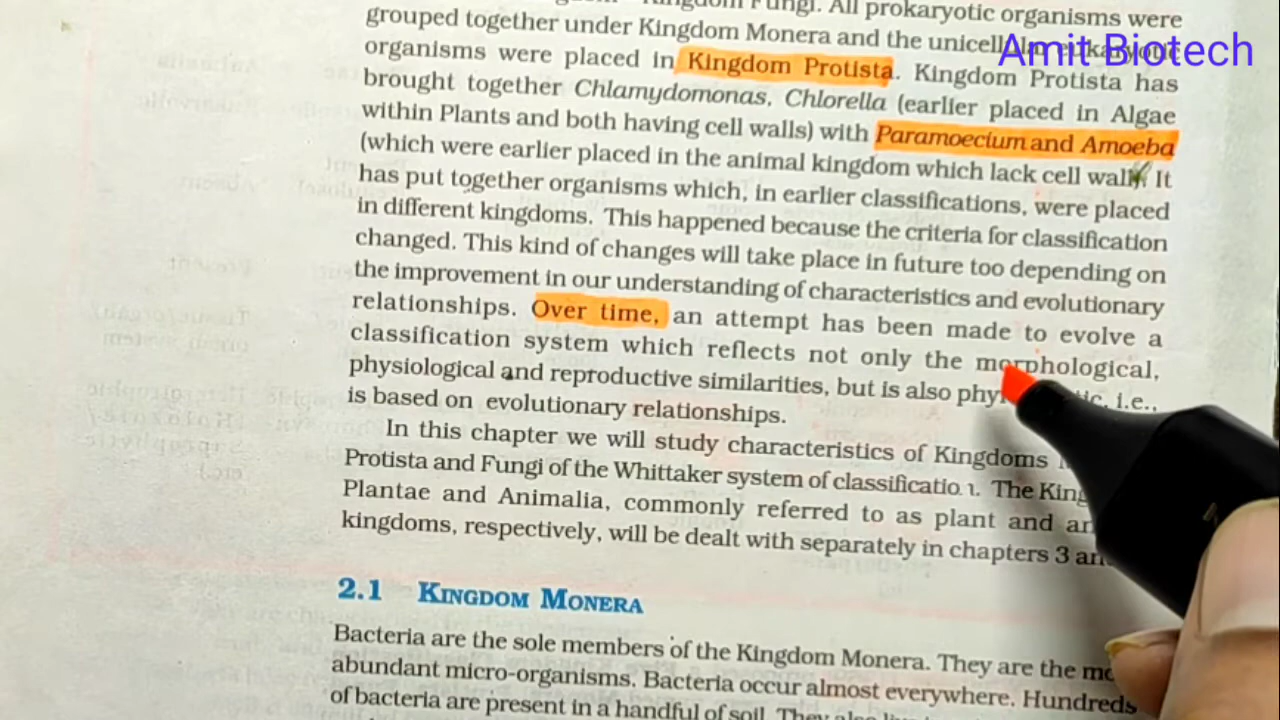 Fungi. All prokaryotic organisms were
grouped together under Kingdom Monera and the unicellular eukaryotic
Amit Biotech
organisms were placed in Kingdom Protista. Kingdom Protista has
brought together Chlamydomonas, Chlorella (earlier placed in Algae
within Plants and both having cell walls) with Paramoecium and Amoeba
(which were earlier placed in the animal kingdom which lack cell wall). It
has put together organisms which, in earlier classifications, were placed
in different kingdoms. This happened because the criteria for classification
changed. This kind of changes will take place in future too depending on
the improvement in our understanding of characteristics and evolutionary
relationships. Over time, an attempt has been made to evolve a
classification system which reflects not only the morphological,
physiological and reproductive similarities, but is also i.e.,
is based on evolutionary relationships.
In this chapter we will study characteristics of Kingdoms
Protista and Fungi of the Whittaker system of classification. The
Plantae and Animalia, commonly referred to as plant and
kingdoms, respectively, will be dealt with separately in chapters 3
2.1 KINGDOM MONERA
Bacteria are the sole members of the Kingdom Monera. They are the
abundant micro-organisms. Bacteria occur almost everywhere. Hundreds
of bacteria are present in a handful of soil. They also